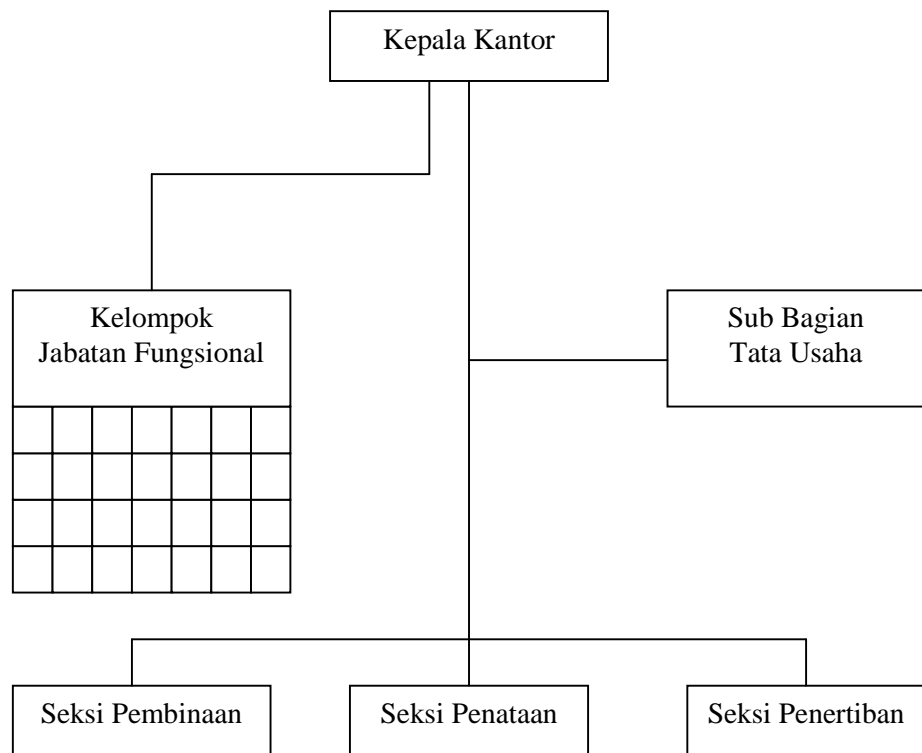 Kepala Kantor
Kelompok
Jabatan Fungsional
Sub Bagian
Tata Usaha
Seksi Pembinaan
Seksi Penataan
Seksi Penertiban